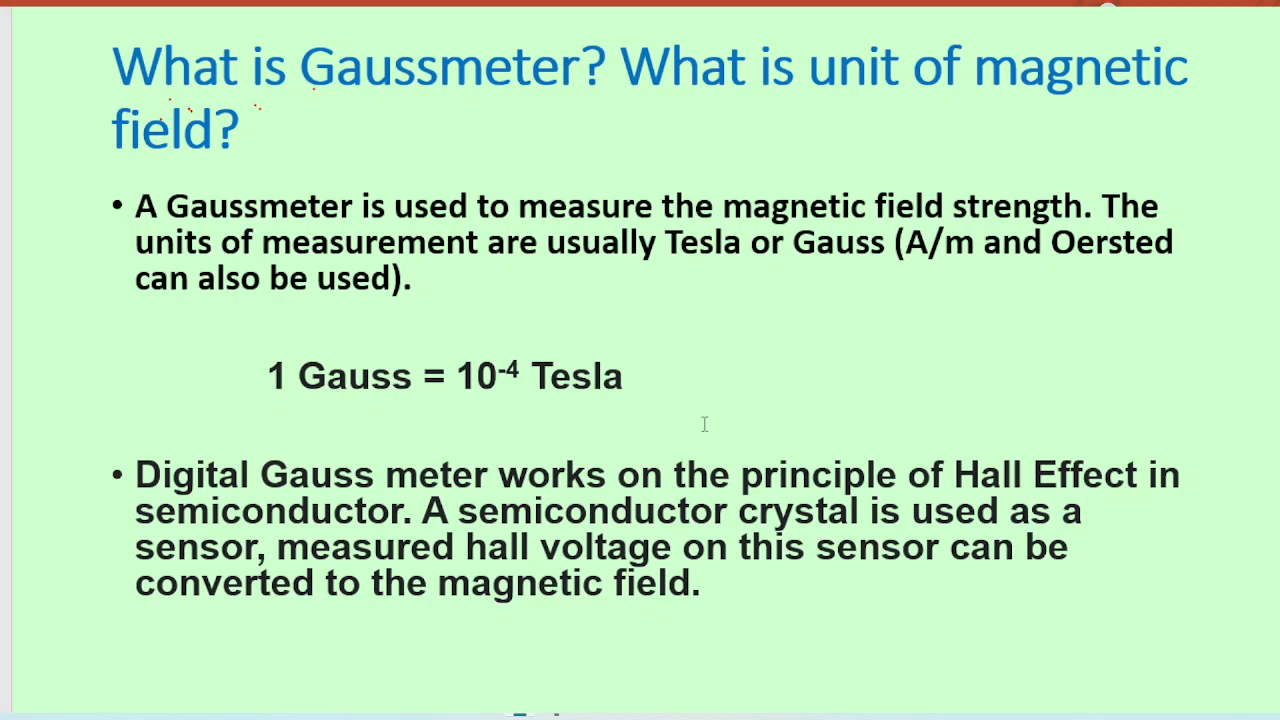 What is Gaussmeter? What is unit of magnetic
field?
• A Gaussmeter is used to measure the magnetic field strength. The
units of measurement are usually Tesla or Gauss (A/m and Oersted
can also be used).
1 Gauss = 10⁻⁴ Tesla
• Digital Gauss meter works on the principle of Hall Effect in
semiconductor. A semiconductor crystal is used as a
sensor, measured hall voltage on this sensor can be
converted to the magnetic field.